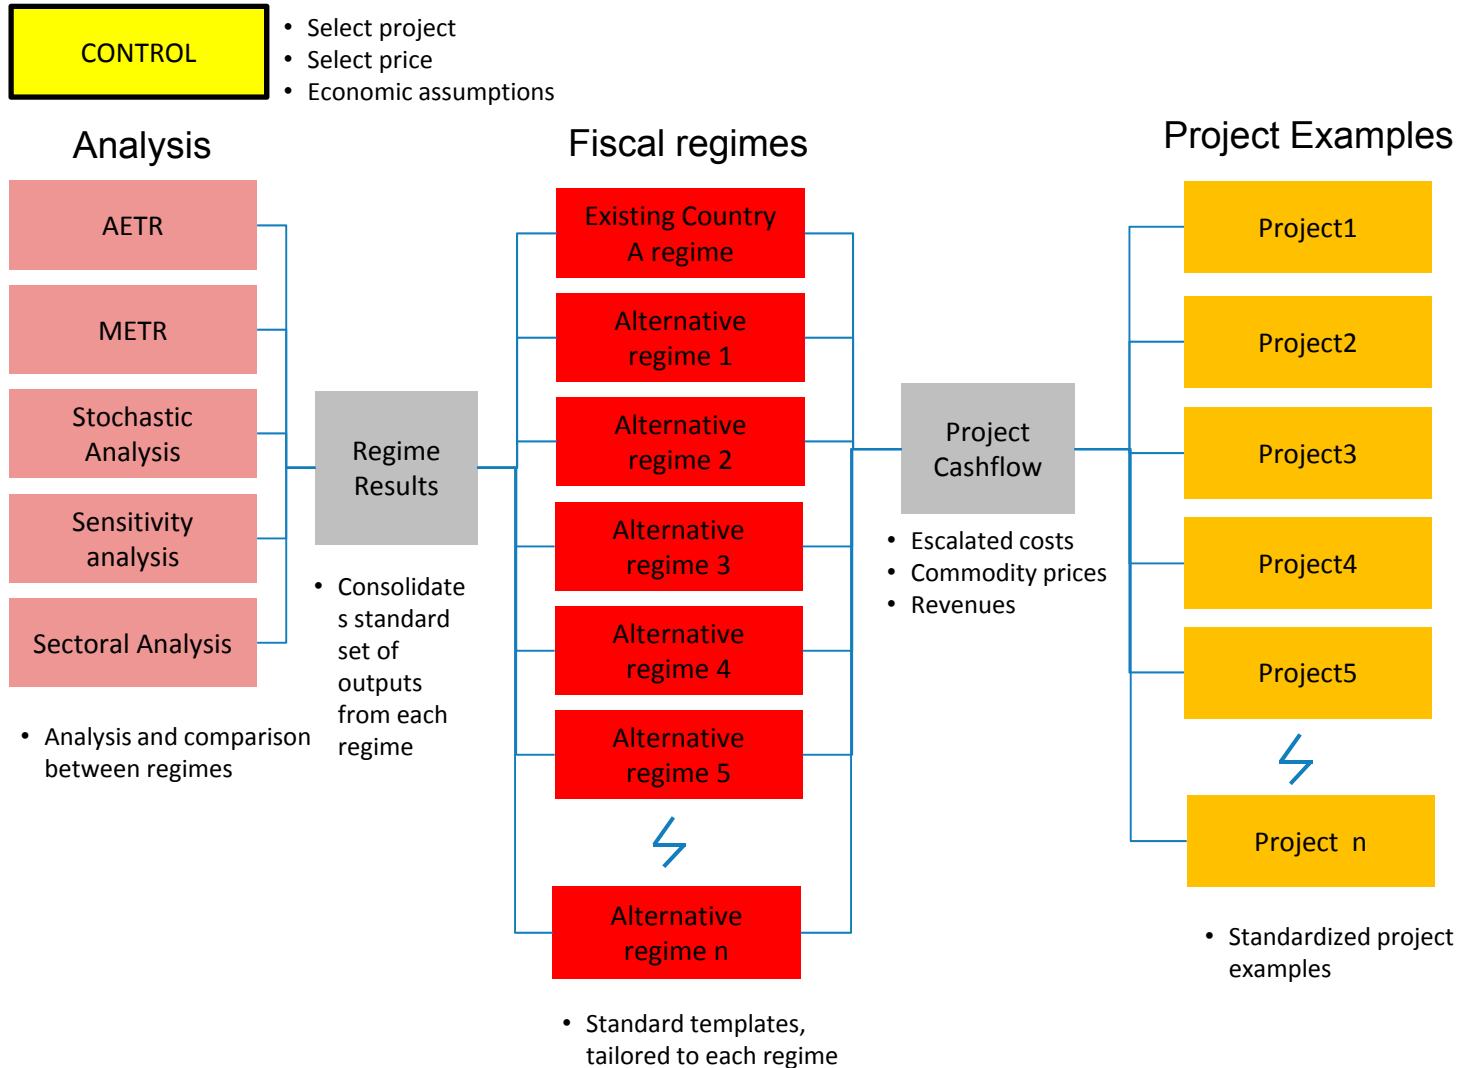 CONTROL
• Select project
• Select price
• Economic assumptions
Analysis
AETR
METR
Stochastic
Analysis
Sensitivity
analysis
Sectoral Analysis
• Analysis and comparison
between regimes
Regime
Results
• Consolidate
s standard
set of
outputs
from each
regime
Fiscal regimes
Existing Country
A regime
Alternative
regime 1
Alternative
regime 2
Alternative
regime 3
Alternative
regime 4
Alternative
regime 5
Alternative
regime n
• Standard templates,
tailored to each regime
Project
Cashflow
• Escalated costs
• Commodity prices
• Revenues
Project Examples
Project1
Project2
Project3
Project4
Project5
Project n
• Standardized project
examples